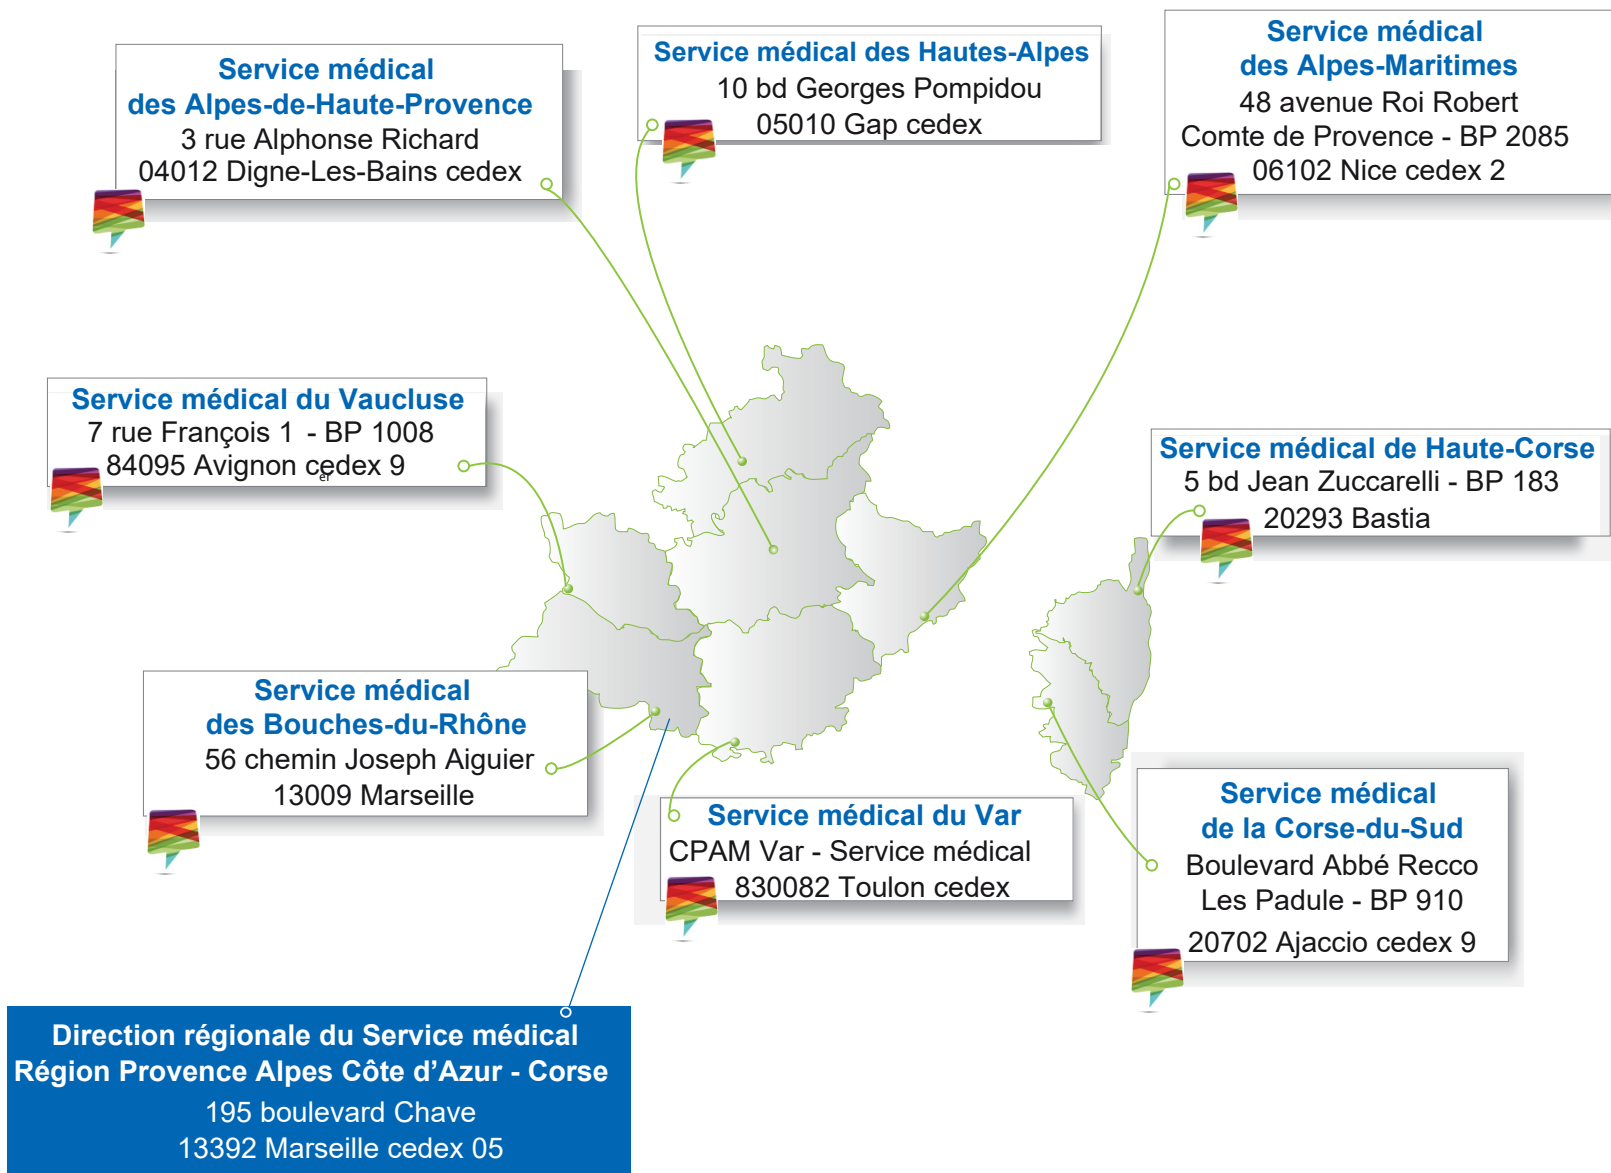 Service médical
des Alpes-de-Haute-Provence
3 rue Alphonse Richard
04012 Digne-Les-Bains cedex
Service médical des Hautes-Alpes
10 bd Georges Pompidou
05010 Gap cedex
Service médical
des Alpes-Maritimes
48 avenue Roi Robert
Comte de Provence - BP 2085
06102 Nice cedex 2
Service médical du Vaucluse
7 rue François 1 - BP 1008
84095 Avignon cedex 9
er
Service médical de Haute-Corse
5 bd Jean Zuccarelli - BP 183
20293 Bastia
Service médical
des Bouches-du-Rhône
56 chemin Joseph Aiguier
13009 Marseille
Service médical du Var
CPAM Var - Service médical
830082 Toulon cedex
Service médical
de la Corse-du-Sud
Boulevard Abbé Recco
Les Padule - BP 910
20702 Ajaccio cedex 9
Direction régionale du Service médical
Région Provence Alpes Côte d’Azur - Corse
195 boulevard Chave
13392 Marseille cedex 05